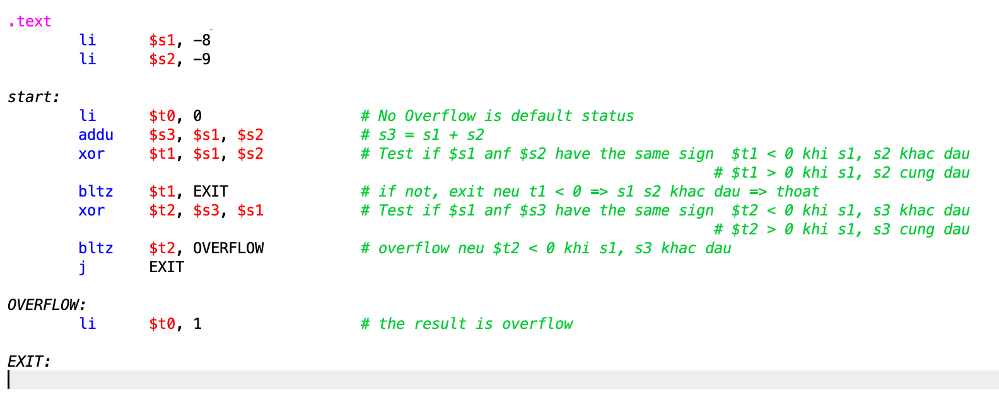 .text
li $s1, -8
li $s2, -9
start:
li $t0, 0 # No Overflow is default status
addu $s3, $s1, $s2 # s3 = s1 + s2
xor $t1, $s1, $s2 # Test if $s1 anf $s2 have the same sign $t1 < 0 khi s1, s2 khac dau
# $t1 > 0 khi s1, s2 cung dau
bltz $t1, EXIT # if not, exit neu t1 < 0 => s1 s2 khac dau => thoat
xor $t2, $s3, $s1 # Test if $s1 anf $s3 have the same sign $t2 < 0 khi s1, s3 khac dau
# $t2 > 0 khi s1, s3 cung dau
bltz $t2, OVERFLOW # overflow neu $t2 < 0 khi s1, s3 khac dau
j EXIT
OVERFLOW:
li $t0, 1 # the result is overflow
EXIT: